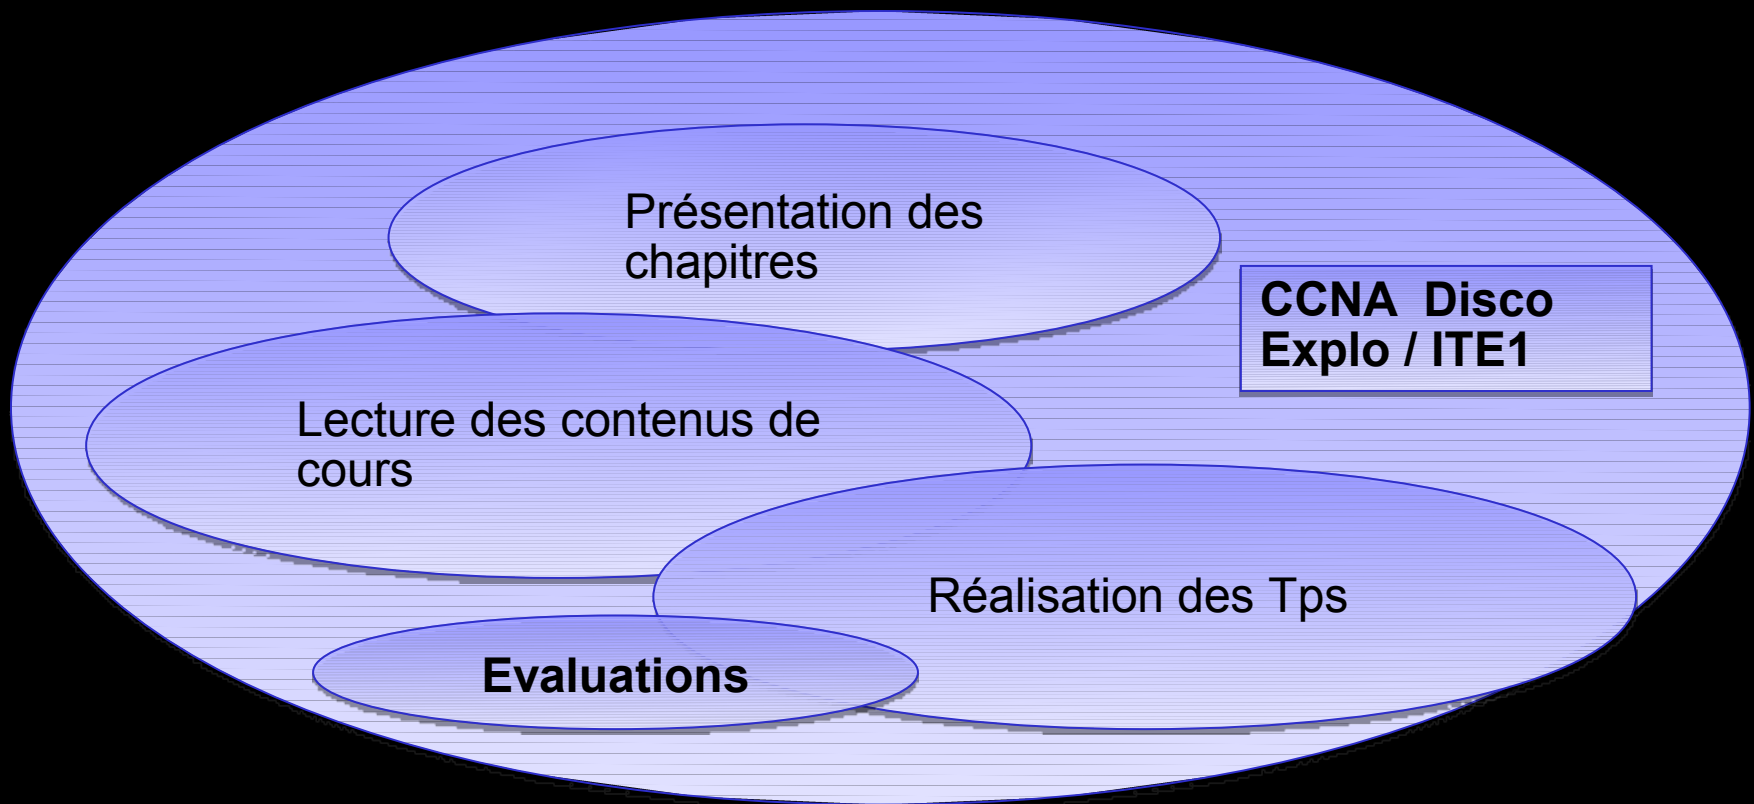 Présentation des
chapitres
CCNA  Disco
Explo / ITE1
Lecture des contenus de
cours
Réalisation des Tps
Evaluations